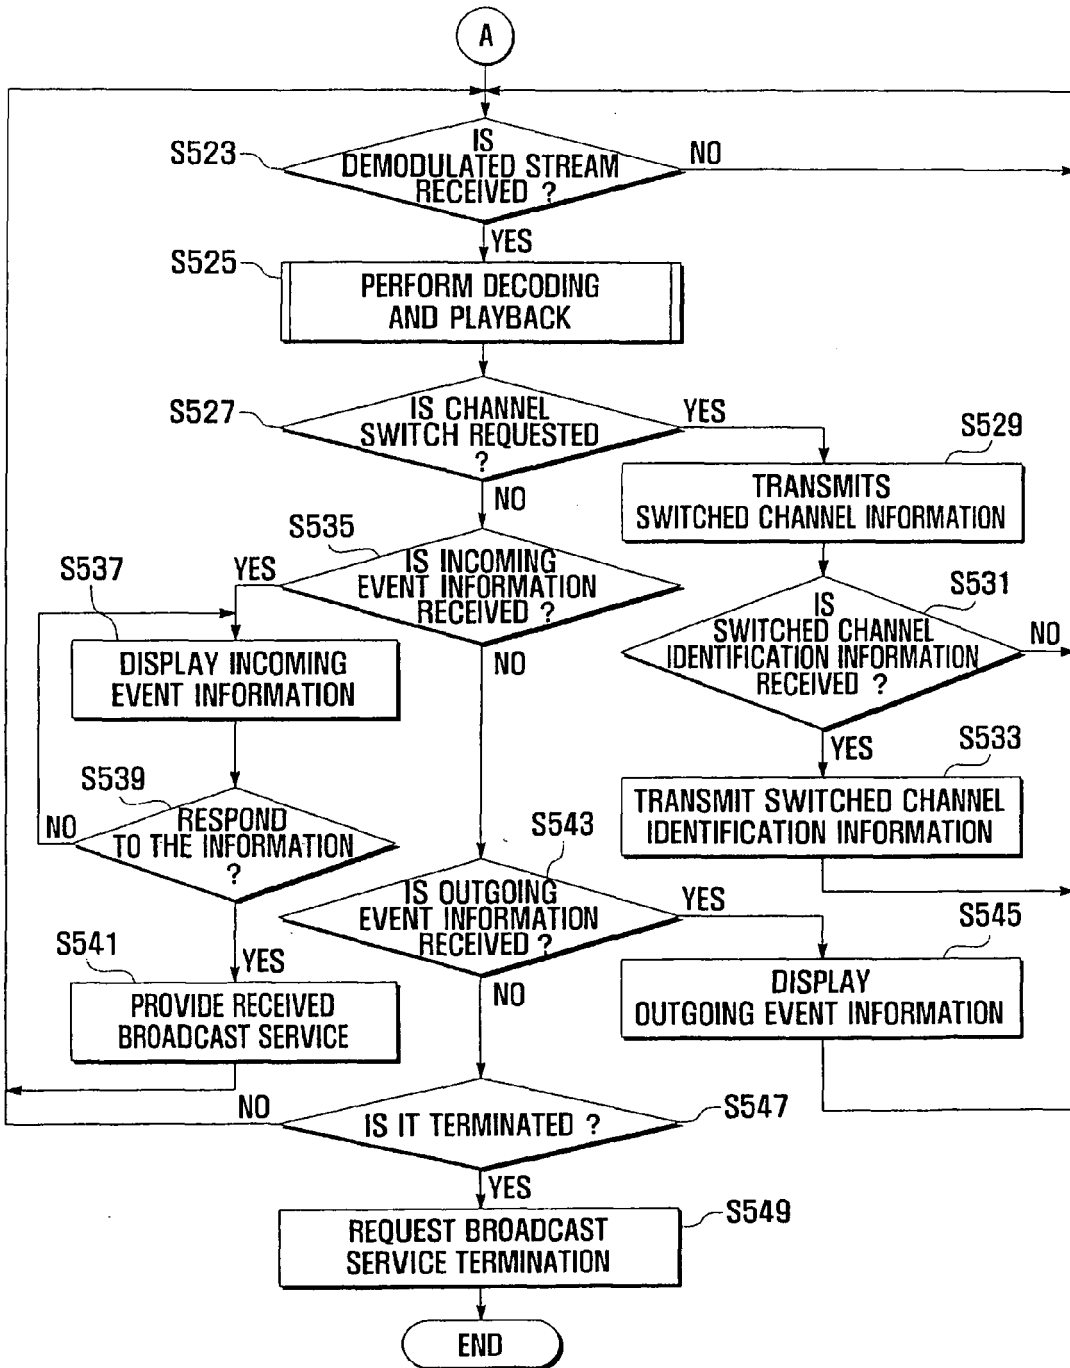 A
S523
IS
DEMODULATED STREAM
RECEIVED ?
NO
YES
S525
PERFORM DECODING
AND PLAYBACK
S527
IS CHANNEL
SWITCH REQUESTED
?
YES
NO
S529
TRANSMITS
SWITCHED CHANNEL INFORMATION
S535
IS INCOMING
EVENT INFORMATION
RECEIVED ?
YES
NO
S537
DISPLAY INCOMING
EVENT INFORMATION
S531
IS
SWITCHED CHANNEL
IDENTIFICATION INFORMATION
RECEIVED ?
NO
YES
S533
TRANSMIT SWITCHED CHANNEL
IDENTIFICATION INFORMATION
S539
RESPOND
TO THE INFORMATION
?
NO
YES
S541
PROVIDE RECEIVED
BROADCAST SERVICE
S543
IS OUTGOING
EVENT INFORMATION
RECEIVED ?
YES
NO
S545
DISPLAY
OUTGOING EVENT INFORMATION
S547
IS IT TERMINATED ?
NO
YES
S549
REQUEST BROADCAST
SERVICE TERMINATION
END